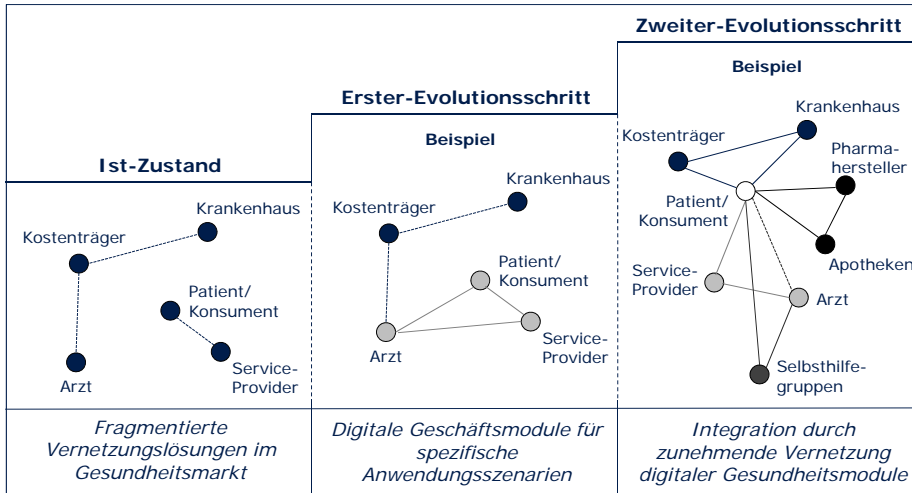 Ist-Zustand
Krankenhaus
Kostenträger
Patient/
Konsument
Arzt
Service-
Provider
Fragmentierte
Vernetzungslösungen im
Gesundheitsmarkt
Erster-Evolutionsschritt
Beispiel
Krankenhaus
Kostenträger
Patient/
Konsument
Arzt
Service-
Provider
Digitale Geschäftsmodule für
spezifische
Anwendungsszenarien
Zweiter-Evolutionsschritt
Beispiel
Krankenhaus
Kostenträger
Pharma-
hersteller
Patient/
Konsument
Apotheken
Service-
Provider
Arzt
Selbsthilfe-
gruppen
Integration durch
zunehmende Vernetzung
digitaler Gesundheitsmodule